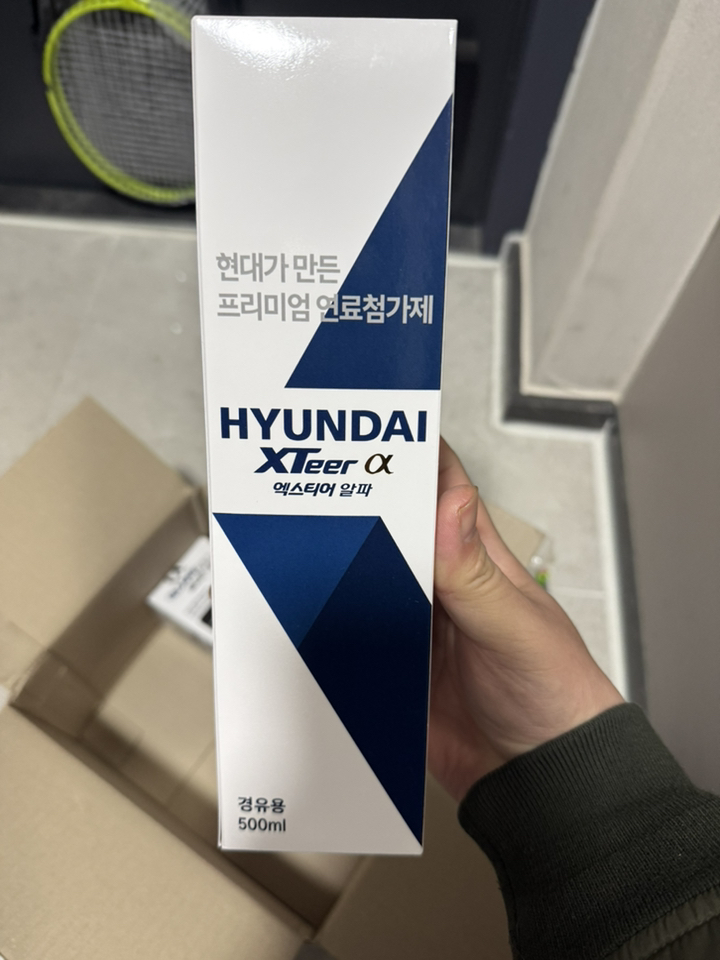 현대가 만든
프리미엄 연료첨가제
HYUNDAI
XTeer α
엑스티어 알파
경유용
500ml